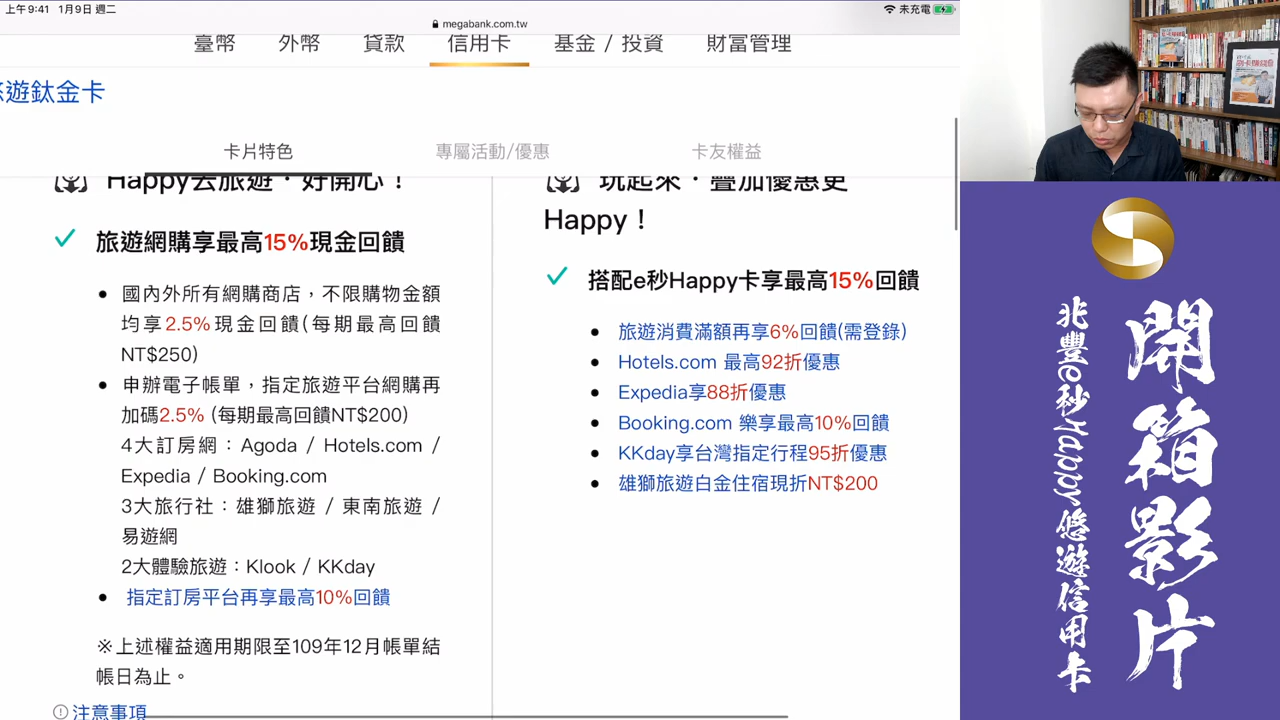 上午9:41 1月9日 週二
未充電
megabank.com.tw
臺幣 外幣 貸款 信用卡 基金 / 投資 財富管理
悠遊鈦金卡
卡片特色 專屬活動/優惠 卡友權益
Happy去旅遊．好開心！
旅遊網購享最高15%現金回饋
國內外所有網購商店，不限購物金額
均享2.5%現金回饋(每期最高回饋
NT$250)
申辦電子帳單，指定旅遊平台網購再
加碼2.5% (每期最高回饋NT$200)
4大訂房網：Agoda / Hotels.com /
Expedia / Booking.com
3大旅行社：雄獅旅遊 / 東南旅遊 /
易遊網
2大體驗旅遊：Klook / KKday
指定訂房平台再享最高10%回饋
※上述權益適用期限至109年12月帳單結
帳日為止。
注意事項
玩起來．疊加優惠更
Happy！
搭配e秒Happy卡享最高15%回饋
旅遊消費滿額再享6%回饋(需登錄)
Hotels.com 最高92折優惠
Expedia享88折優惠
Booking.com 樂享最高10%回饋
KKday享台灣指定行程95折優惠
雄獅旅遊白金住宿現折NT$200
開箱影片
兆豐e秒Happy悠遊信用卡